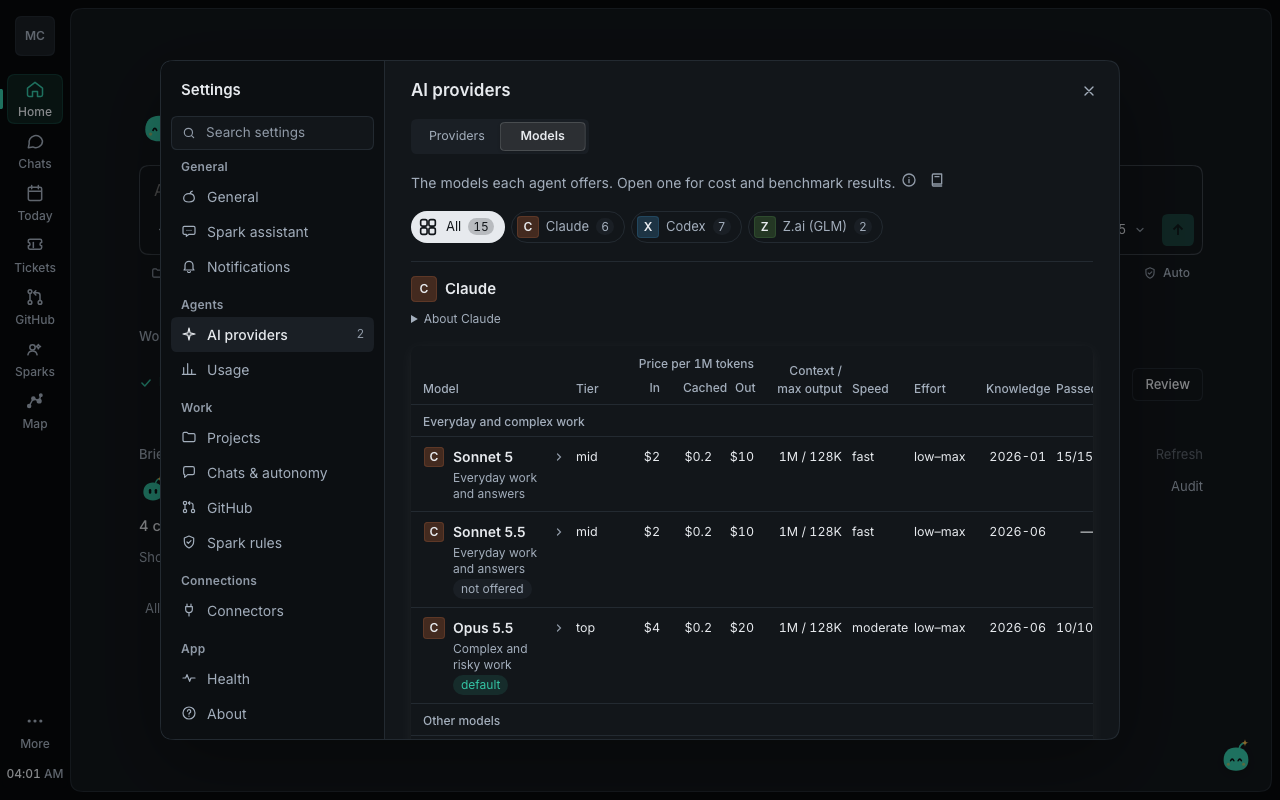 MC
Home
Chats
Today
Tickets
GitHub
Sparks
Map
More
04:01 AM
Settings
Search settings
General
General
Spark assistant
Notifications
Agents
AI providers 2
Usage
Work
Projects
Chats & autonomy
GitHub
Spark rules
Connections
Connectors
App
Health
About
AI providers
Providers Models
The models each agent offers. Open one for cost and benchmark results.
All 15 C Claude 6 X Codex 7 Z Z.ai (GLM) 2
C Claude
About Claude
Price per 1M tokens Context /
Model Tier In Cached Out max output Speed Effort Knowledge Passed
Everyday and complex work
C Sonnet 5 mid $2 $0.2 $10 1M / 128K fast low–max 2026-01 15/15
Everyday work
and answers
C Sonnet 5.5 mid $2 $0.2 $10 1M / 128K fast low–max 2026-06 —
Everyday work
and answers
not offered
C Opus 5.5 top $4 $0.2 $20 1M / 128K moderate low–max 2026-06 10/10
Complex and
risky work
default
Other models
Wo
Brie
4 c
Sho
All
5
Auto
Review
Refresh
Audit